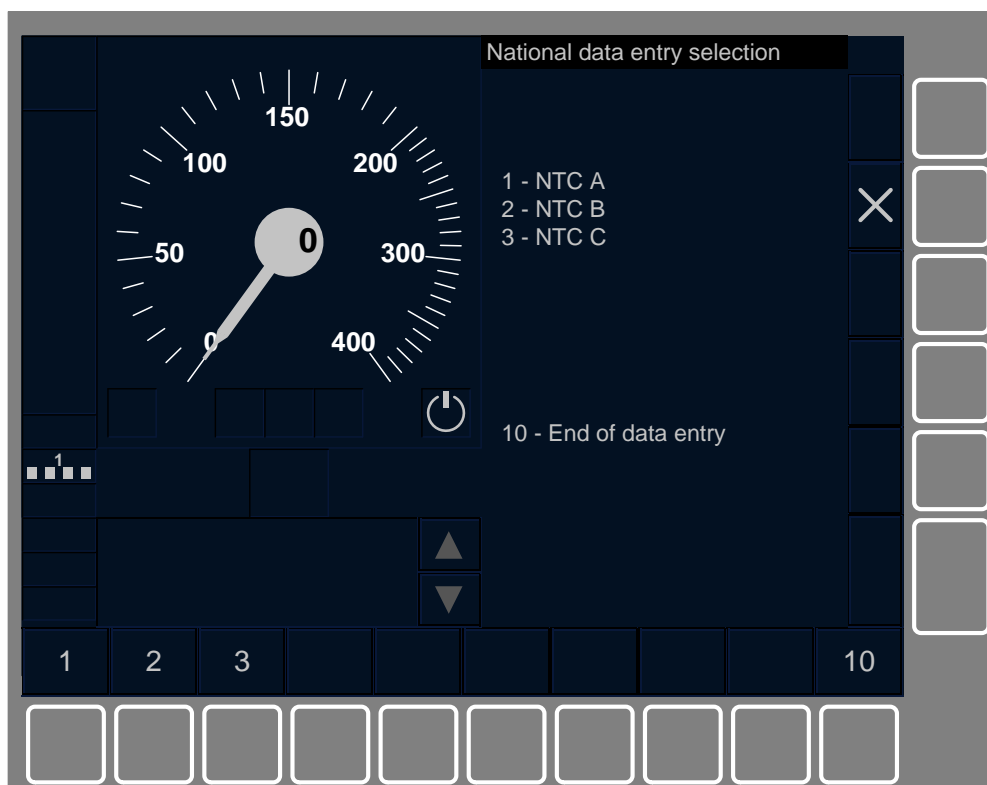 National data entry selection
150
100
200
1 - NTC A
2 - NTC B
3 - NTC C
50
0
300
0
400
10 - End of data entry
1
1
2
3
10